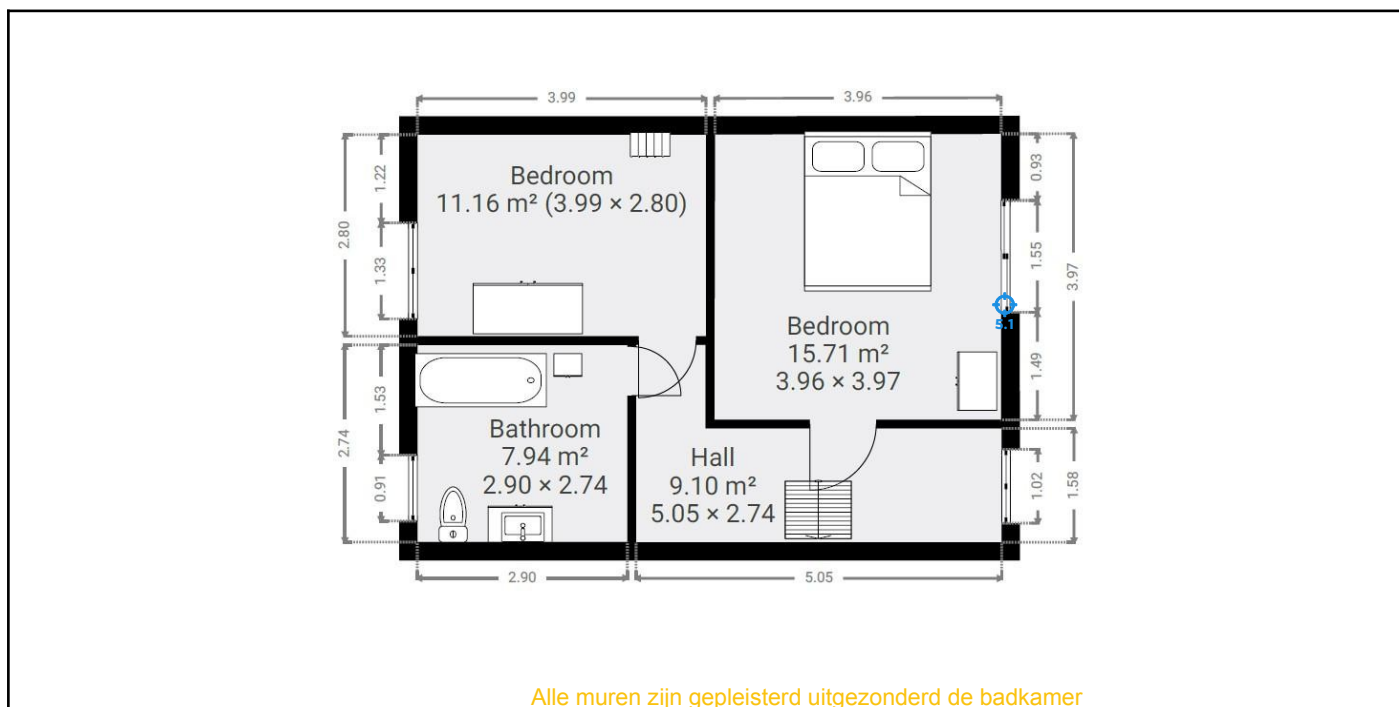 3.99
3.96
1.22
2.80
1.33
Bedroom
11.16 m² (3.99 × 2.80)
0.93
1.55
3.97
5.1
Bedroom
15.71 m²
3.96 × 3.97
1.49
1.53
2.74
0.91
Bathroom
7.94 m²
2.90 × 2.74
Hall
9.10 m²
5.05 × 2.74
1.02
1.58
2.90
5.05
Alle muren zijn gepleisterd uitgezonderd de badkamer